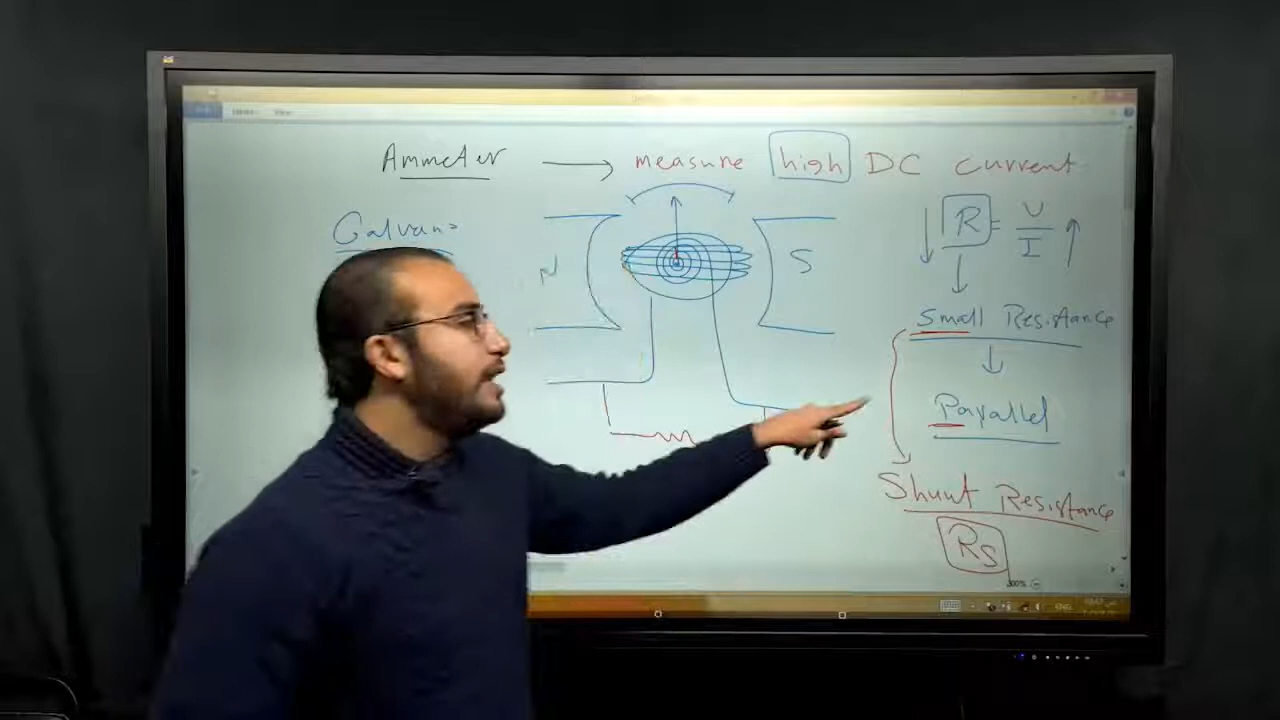 Ammeter → measure high DC current
Galvano-
R = V / I
N
S
Small Resistance
Parallel
Shunt Resistance
Rs